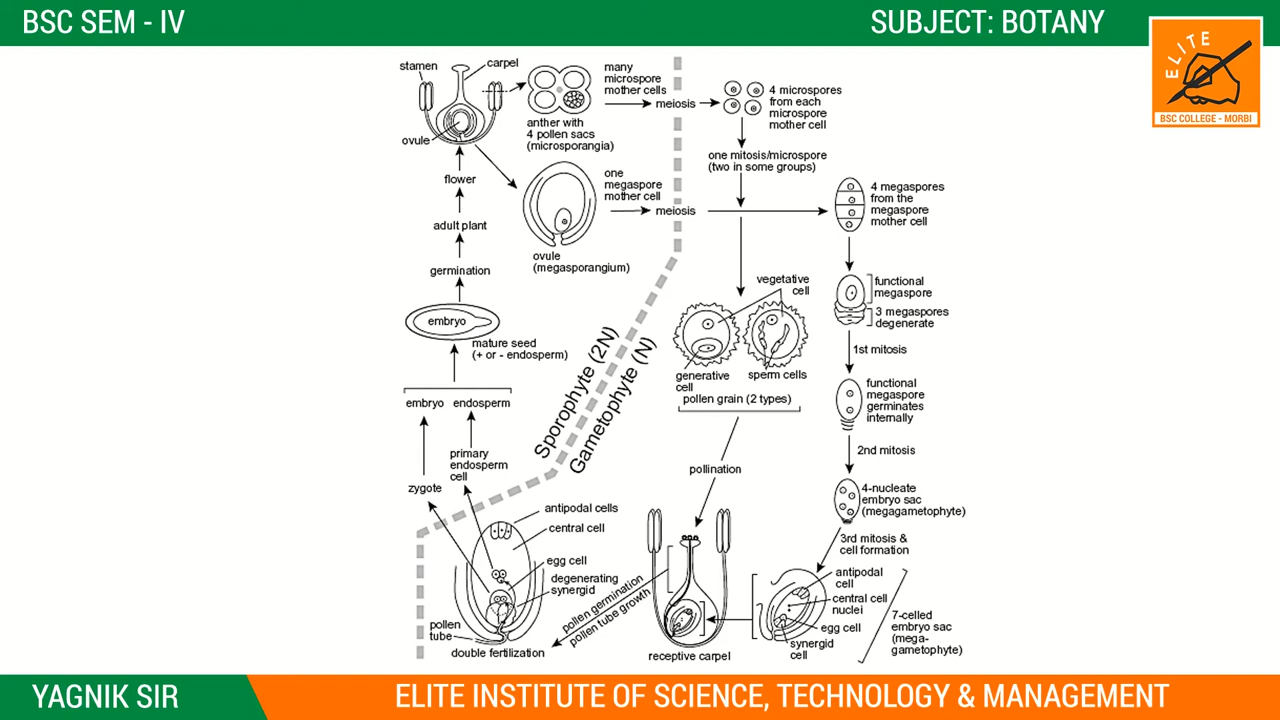 BSC SEM - IV
SUBJECT: BOTANY
ELITE
BSC COLLEGE - MORBI
stamen
carpel
ovule
anther with
4 pollen sacs
(microsporangia)
many
microspore
mother cells
meiosis
4 microspores
from each
microspore
mother cell
one mitosis/microspore
(two in some groups)
flower
adult plant
germination
embryo
mature seed
(+ or - endosperm)
embryo
endosperm
primary
endosperm
cell
zygote
ovule
(megasporangium)
one
megaspore
mother cell
meiosis
4 megaspores
from the
megaspore
mother cell
functional
megaspore
3 megaspores
degenerate
1st mitosis
functional
megaspore
germinates
internally
2nd mitosis
4-nucleate
embryo sac
(megagametophyte)
3rd mitosis &
cell formation
vegetative
cell
generative
cell
sperm cells
pollen grain (2 types)
pollination
Sporophyte (2N)
Gametophyte (N)
antipodal cells
central cell
egg cell
degenerating
synergid
pollen
tube
double fertilization
pollen germination
pollen tube growth
receptive carpel
antipodal
cell
central cell
nuclei
egg cell
synergid
cell
7-celled
embryo sac
(mega-
gametophyte)
YAGNIK SIR
ELITE INSTITUTE OF SCIENCE, TECHNOLOGY & MANAGEMENT